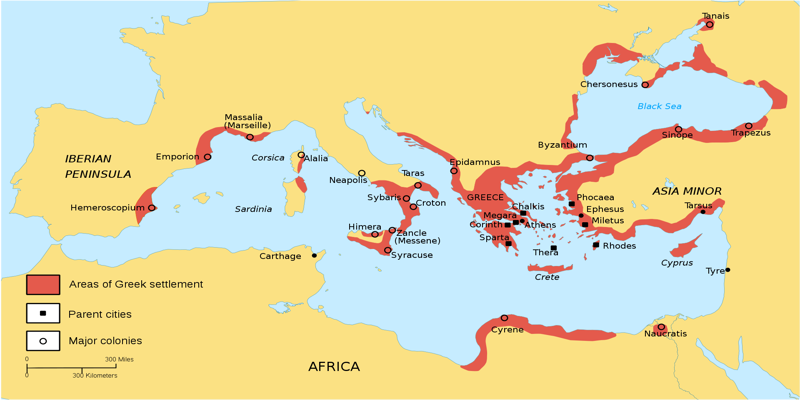 Tanais
Chersonesus
Black Sea
Massalia
(Marseille)
Sinope
Trapezus
Byzantium
IBERIAN
PENINSULA
Emporion
Corsica
Alalia
Epidamnus
Neapolis
Taras
ASIA MINOR
Hemeroscopium
Sardinia
Sybaris
Croton
GREECE
Phocaea
Chalkis
Ephesus
Tarsus
Megara
Miletus
Himera
Zancle
(Messene)
Corinth
Athens
Sparta
Rhodes
Carthage
Syracuse
Thera
Cyprus
Tyre
Crete
Areas of Greek settlement
Parent cities
Major colonies
Cyrene
Naucratis
0
300 Miles
0
300 Kilometers
AFRICA